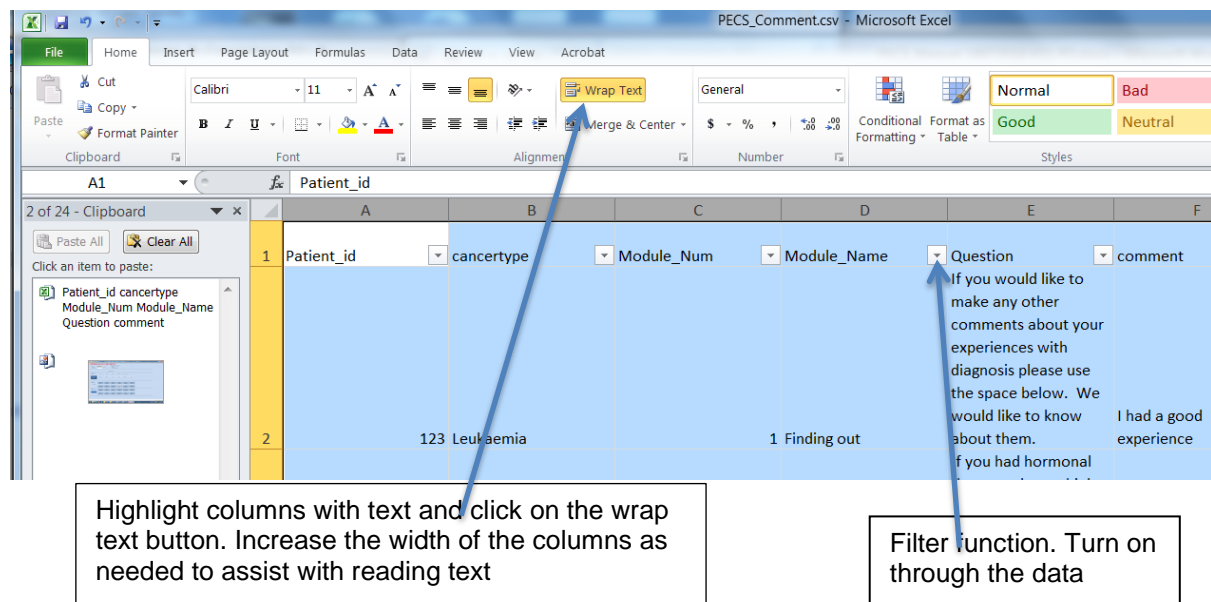 PECS_Comment.csv - Microsoft Excel
File Home Insert Page Layout Formulas Data Review View Acrobat
Cut
Copy
Format Painter
Paste
Clipboard
Calibri 11 A A
B I U A
Font
Wrap Text
Merge & Center
Alignment
General
$ % , .0 .00 .00 .0
Number
Conditional Formatting
Format as Table
Normal Bad
Good Neutral
Styles
A1 fx Patient_id
2 of 24 - Clipboard
Paste All Clear All
Click an item to paste:
Patient_id cancertype
Module_Num Module_Name
Question comment
A B C D E F
1 Patient_id cancertype Module_Num Module_Name Question comment
If you would like to
make any other
comments about your
experiences with
diagnosis please use
the space below. We
would like to know
about them.
I had a good
experience
2 123 Leukaemia 1 Finding out
If you had hormonal
Highlight columns with text and click on the wrap
text button. Increase the width of the columns as
needed to assist with reading text
Filter function. Turn on
through the data